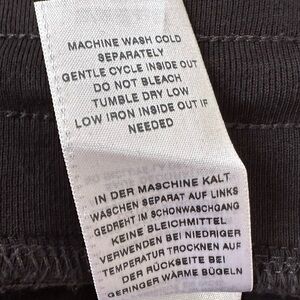 MACHINE WASH COLD
SEPARATELY
GENTLE CYCLE INSIDE OUT
DO NOT BLEACH
TUMBLE DRY LOW
LOW IRON INSIDE OUT IF
NEEDED
IN DER MASCHINE KALT
WASCHEN SEPARAT AUF LINKS
GEDREHT IM SCHONWASCHGANG
KEINE BLEICHMITTEL
VERWENDEN BEI NIEDRIGER
TEMPERATUR TROCKNEN AUF
DER RÜCKSEITE BEI
GERINGER WÄRME BÜGELN